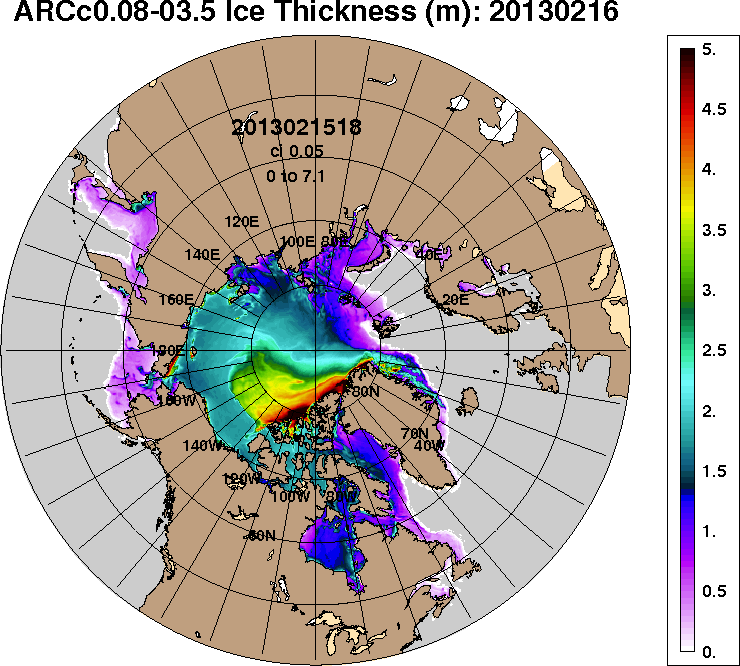 ARCc0.08-03.5 Ice Thickness (m): 20130216
2013021518
ci 0.05
0 to 7.1
120E
100E 80E
140E
40E
160E
20E
180E
160W
80N
70N
140W
40W
120W
100W 80W
60N
5.
4.5
4.
3.5
3.
2.5
2.
1.5
1.
0.5
0.